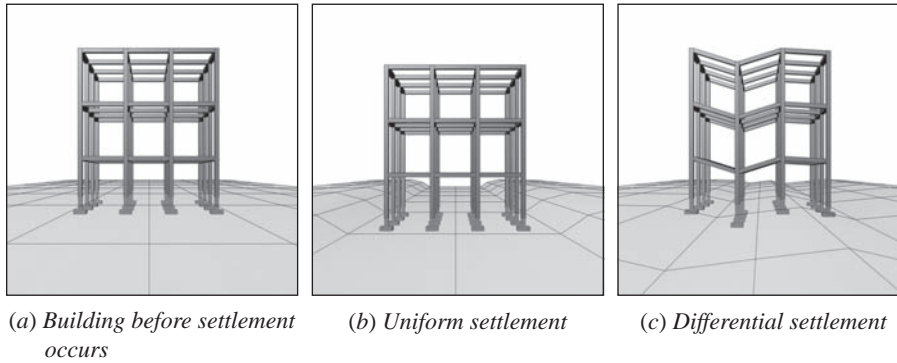 (a) Building before settlement
occurs
(b) Uniform settlement
(c) Differential settlement